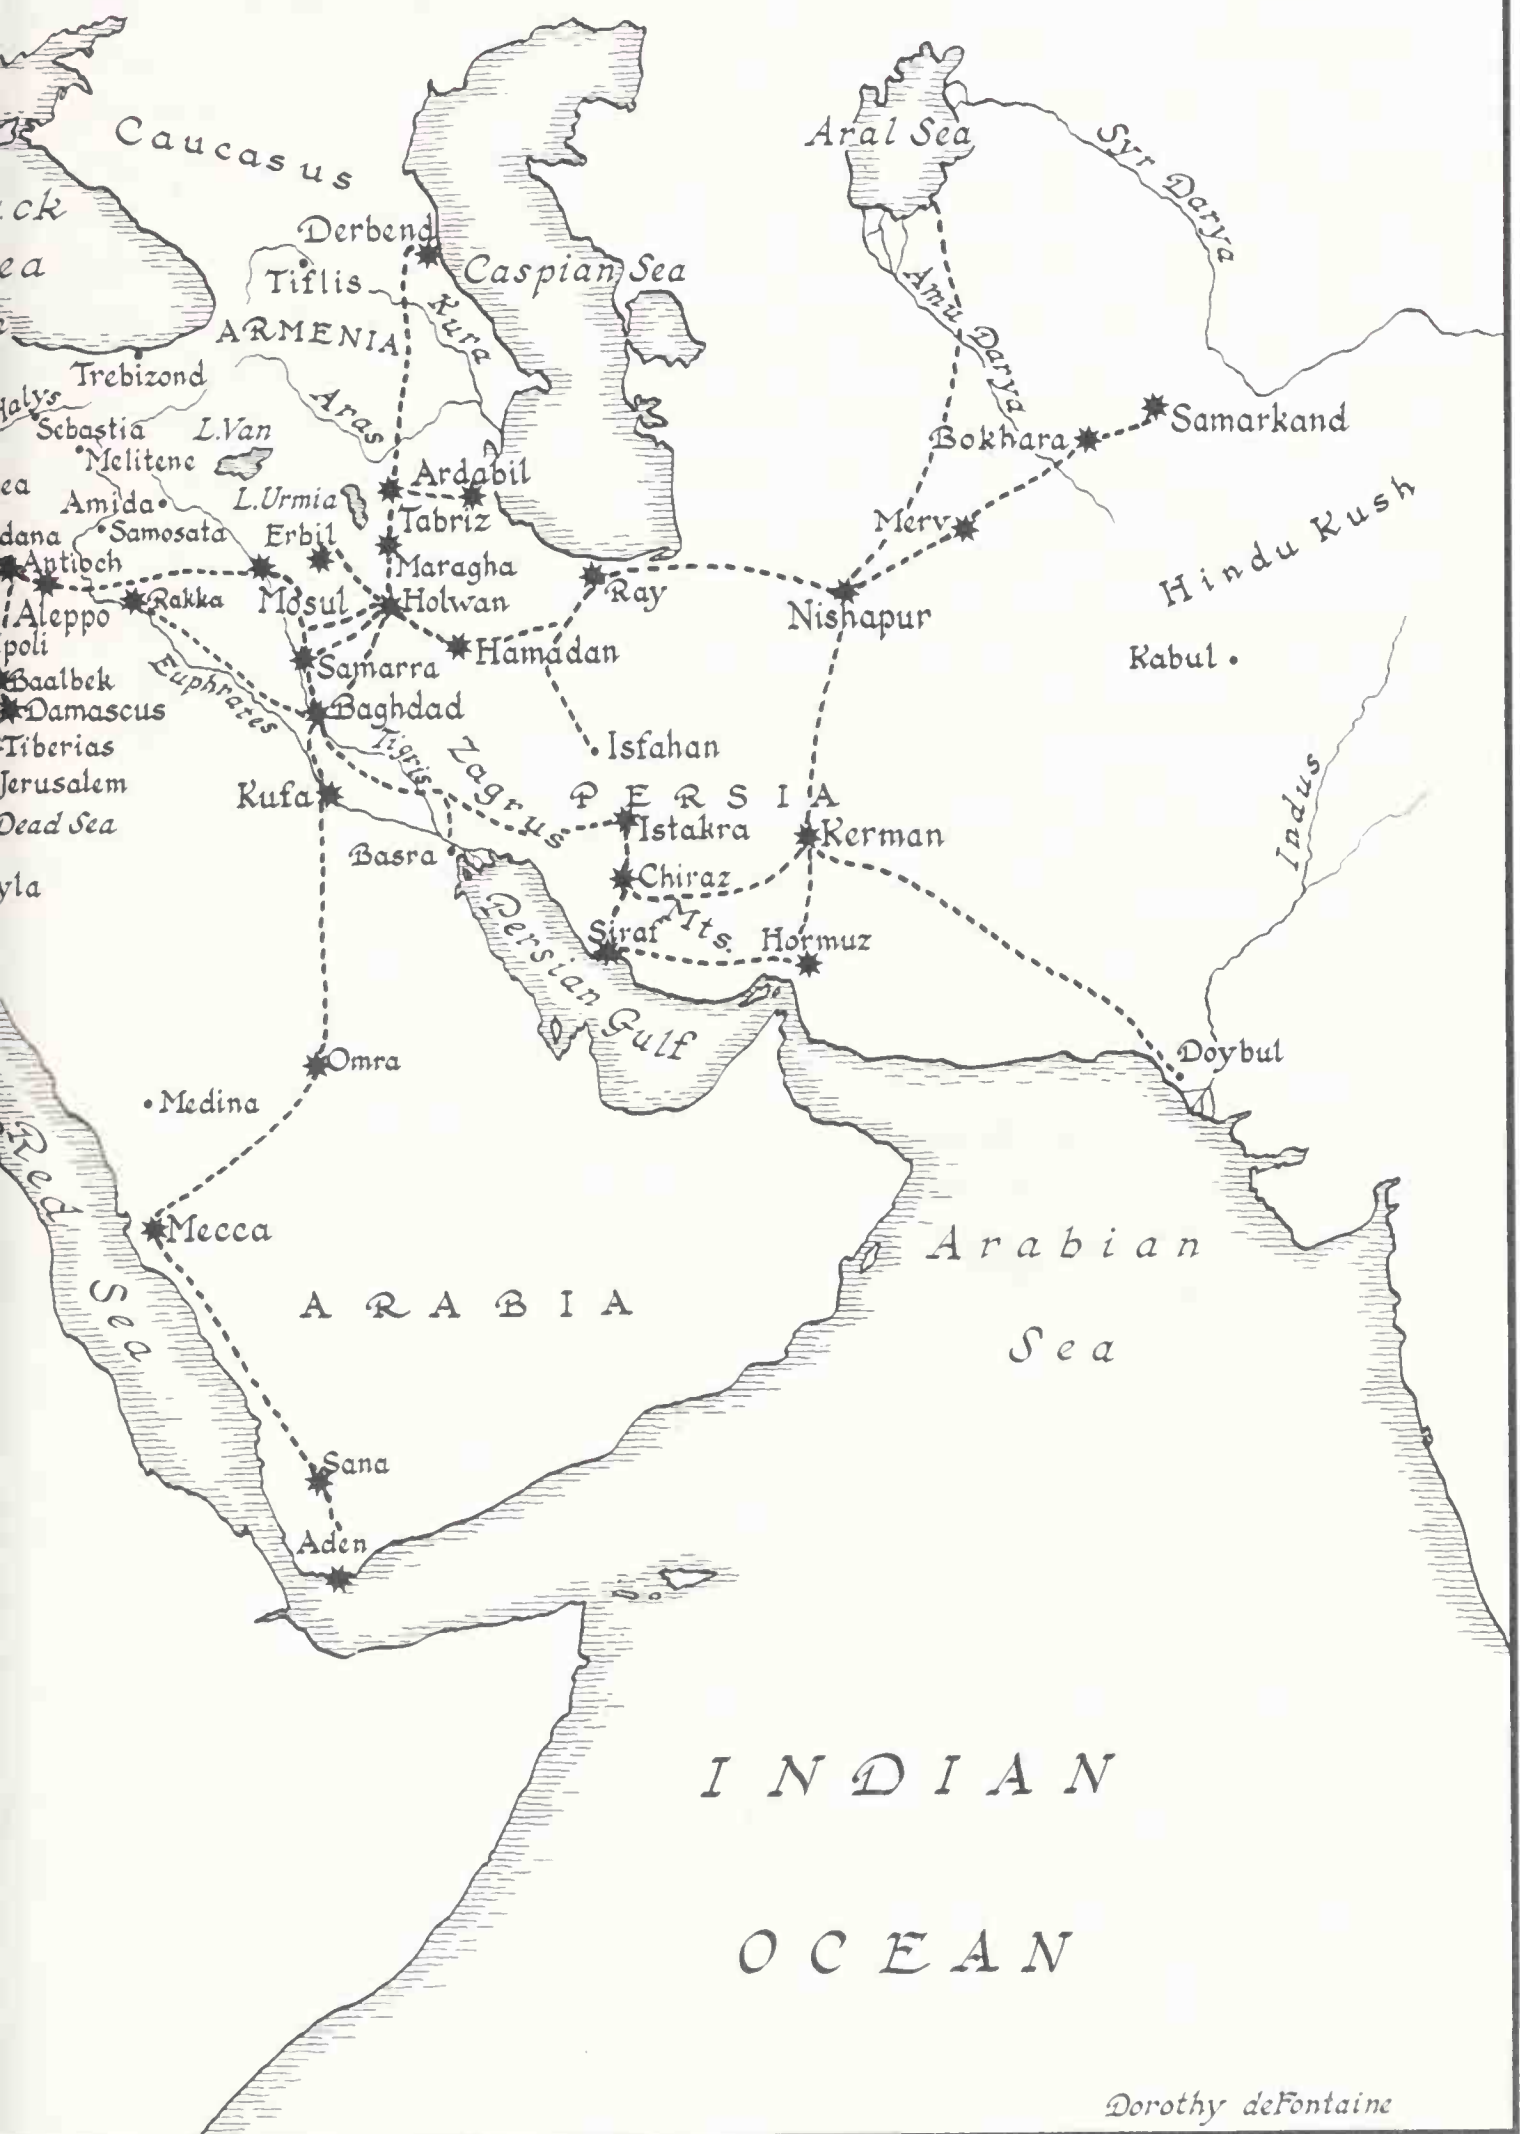 Caucasus
Aral Sea
Syr Darya
ck
ea
Derbend
Tiflis
Caspian Sea
Kura
Amu Darya
ARMENIA
Trebizond
Aras
alys
Sebastia
L.Van
Samarkand
Bokhara
Melitene
Ardabil
ea
Amida
L.Urmia
Tabriz
Merv
Hindu Kush
dana
Samosata
Erbil
Antioch
Maragha
Aleppo
Rakka
Mosul
Holwan
Ray
Nishapur
poli
Hamadan
Kabul
Samarra
Baalbek
Euphrates
Damascus
Baghdad
Tiberias
Tigris
Zagrus
Isfahan
Jerusalem
Kufa
PERSIA
Indus
Dead Sea
Istakra
Kerman
Basra
Chiraz
yla
Mts.
Siraf
Hormuz
Persian Gulf
Omra
Doybul
Medina
Red Sea
Mecca
Arabian
Sea
ARABIA
Sana
Aden
INDIAN
OCEAN
Dorothy deFontaine